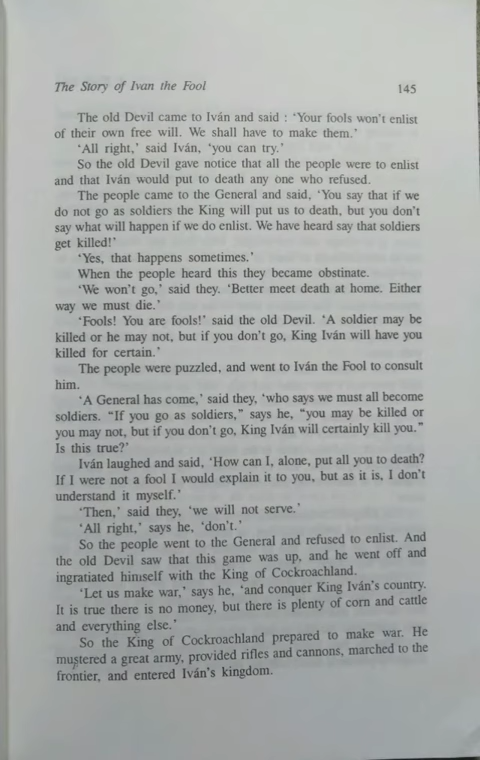 The Story of Ivan the Fool 145
The old Devil came to Iván and said : ‘Your fools won’t enlist
of their own free will. We shall have to make them.’
‘All right,’ said Iván, ‘you can try.’
So the old Devil gave notice that all the people were to enlist
and that Iván would put to death any one who refused.
The people came to the General and said, ‘You say that if we
do not go as soldiers the King will put us to death, but you don’t
say what will happen if we do enlist. We have heard say that soldiers
get killed!’
‘Yes, that happens sometimes.’
When the people heard this they became obstinate.
‘We won’t go,’ said they. ‘Better meet death at home. Either
way we must die.’
‘Fools! You are fools!’ said the old Devil. ‘A soldier may be
killed or he may not, but if you don’t go, King Iván will have you
killed for certain.’
The people were puzzled, and went to Iván the Fool to consult
him.
‘A General has come,’ said they, ‘who says we must all become
soldiers. “If you go as soldiers,” says he, “you may be killed or
you may not, but if you don’t go, King Iván will certainly kill you.”
Is this true?’
Iván laughed and said, ‘How can I, alone, put all you to death?
If I were not a fool I would explain it to you, but as it is, I don’t
understand it myself.’
‘Then,’ said they, ‘we will not serve.’
‘All right,’ says he, ‘don’t.’
So the people went to the General and refused to enlist. And
the old Devil saw that this game was up, and he went off and
ingratiated himself with the King of Cockroachland.
‘Let us make war,’ says he, ‘and conquer King Iván’s country.
It is true there is no money, but there is plenty of corn and cattle
and everything else.’
So the King of Cockroachland prepared to make war. He
mustered a great army, provided rifles and cannons, marched to the
frontier, and entered Iván’s kingdom.